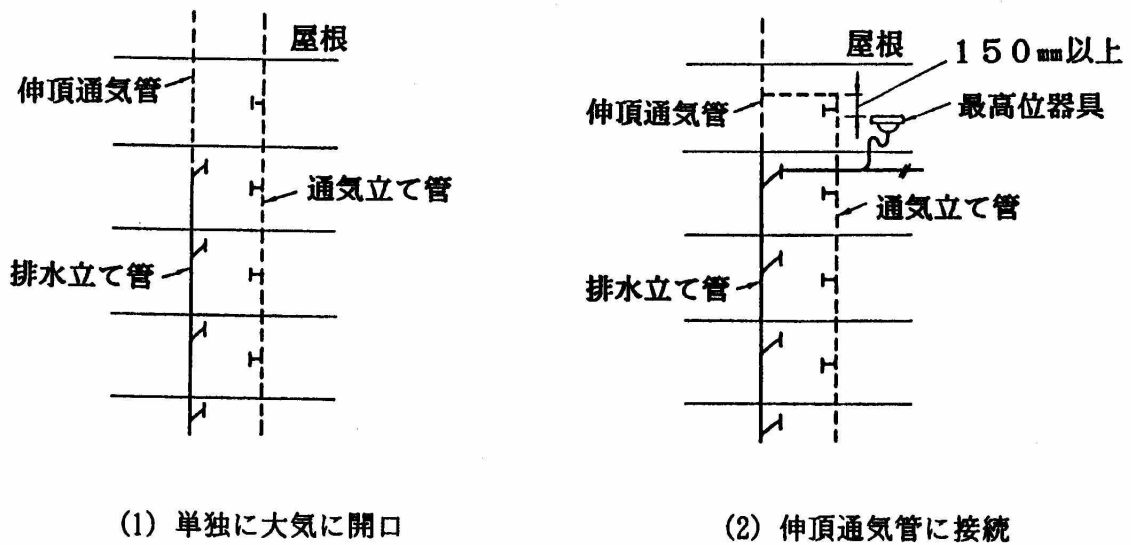 屋根
伸頂通気管
通気立て管
排水立て管
(1) 単独に大気に開口
屋根
150㎜以上
伸頂通気管
最高位器具
通気立て管
排水立て管
(2) 伸頂通気管に接続